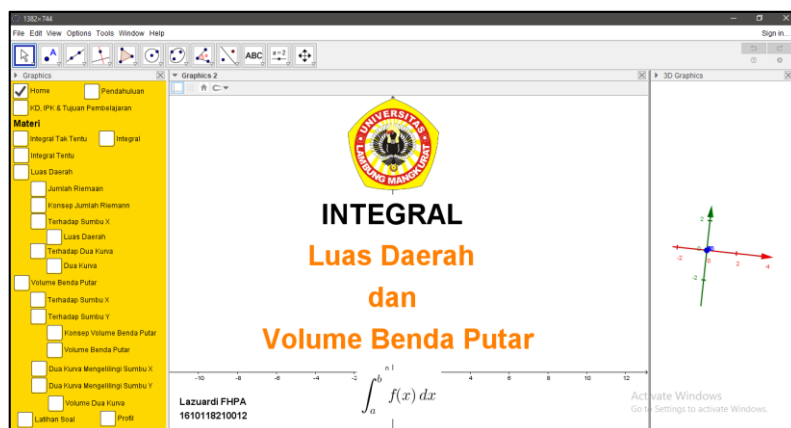 1382×744
File Edit View Options Tools Window Help
Sign in...
ABC
a=2
Graphics
Graphics 2
3D Graphics
Home
Pendahuluan
KD, IPK & Tujuan Pembelajaran
Materi
Integral Tak Tentu
Integral
Integral Tentu
Luas Daerah
Jumlah Riemaan
Konsep Jumlah Riemann
Terhadap Sumbu X
Luas Daerah
Terhadap Dua Kurva
Dua Kurva
Volume Benda Putar
Terhadap Sumbu X
Terhadap Sumbu Y
Konsep Volume Benda Putar
Volume Benda Putar
Dua Kurva Mengelilingi Sumbu X
Dua Kurva Mengelilingi Sumbu Y
Volume Dua Kurva
Latihan Soal
Profil
UNIVERSITAS
LAMBUNG MANGKURAT
INTEGRAL
Luas Daerah
dan
Volume Benda Putar
-10 -8 -6 -4 4 6 8 10 12
∫_a^b f(x) dx
Lazuardi FHPA
1610118210012
2
-2 0 2 4
-2
Activate Windows
Go to Settings to activate Windows.